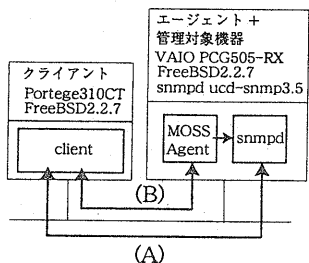 エージェント+
管理対象機器
VAIO PCG505-RX
FreeBSD2.2.7
snmpd ucd-snmp3.5
クライアント
Portege310CT
FreeBSD2.2.7
client
MOSS
Agent
snmpd
(B)
(A)